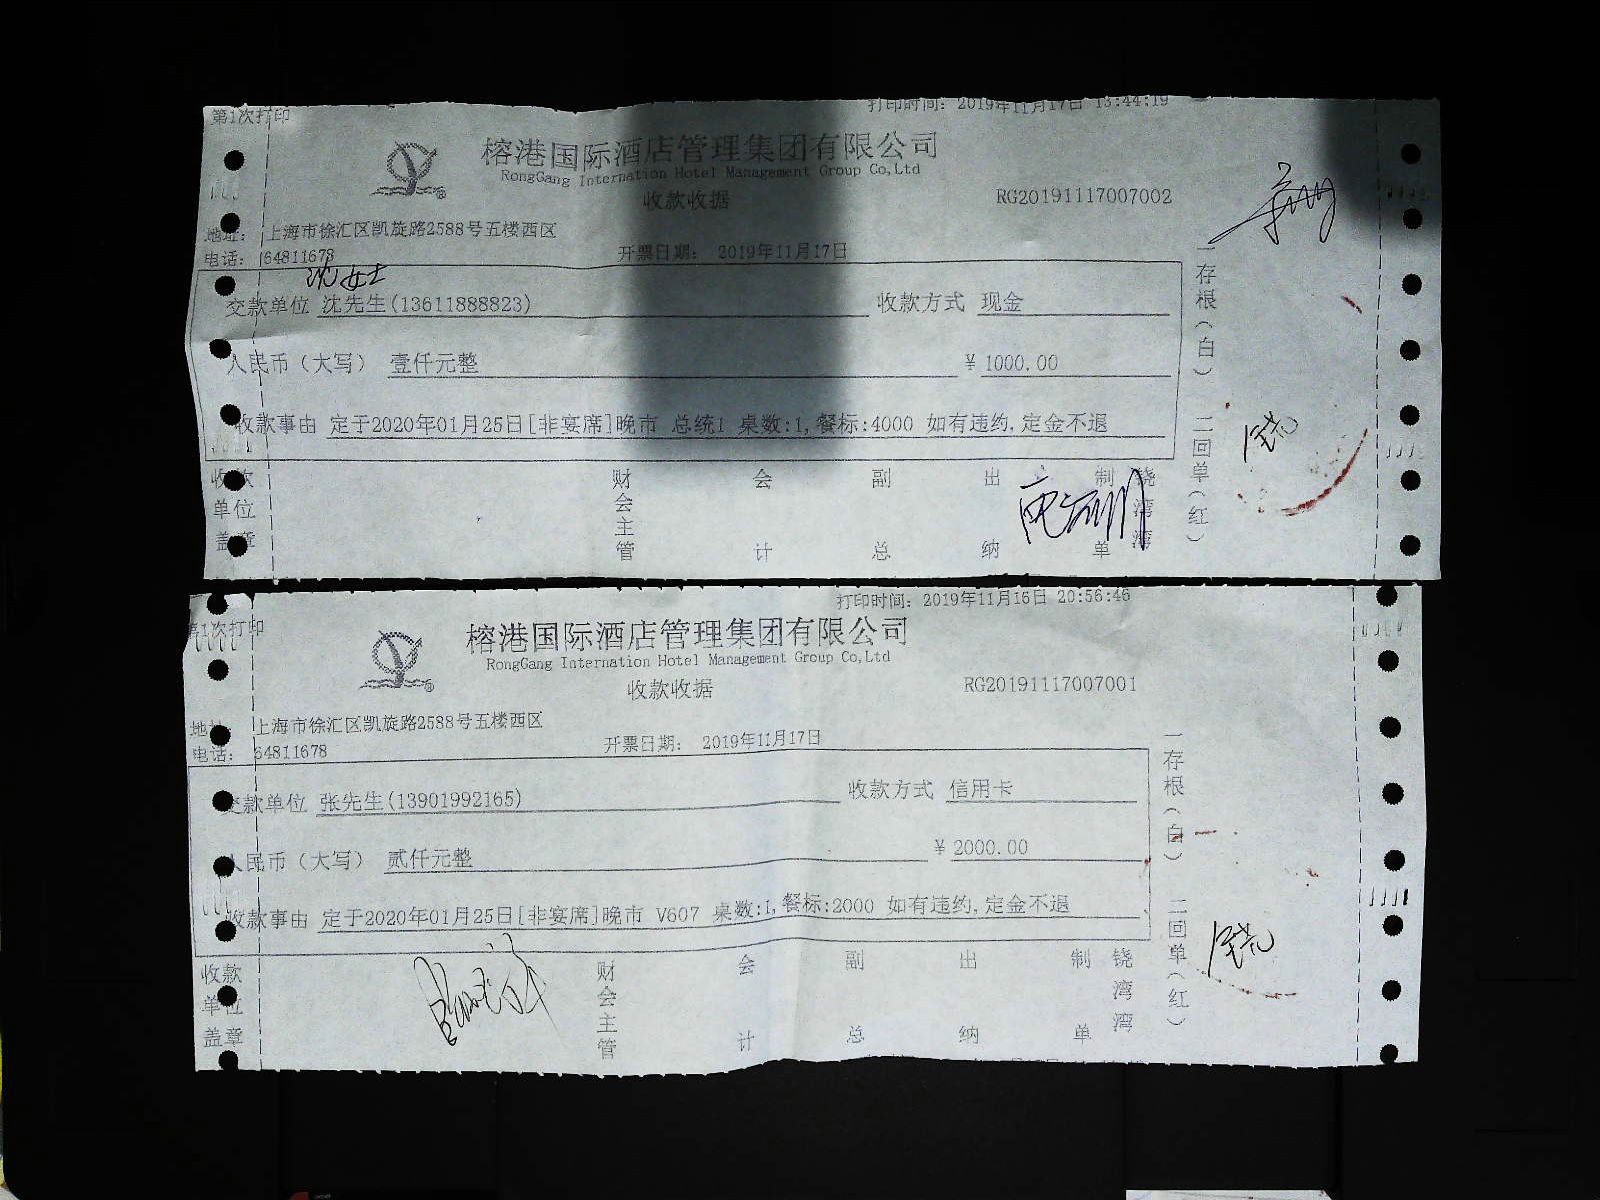 第1次打印
打印时间： 2019年11月17日 13:44:19
榕港国际酒店管理集团有限公司
RongGang Internation Hotel Management Group Co,Ltd
收款收据
RG20191117007002
地址： 上海市徐汇区凯旋路2588号五楼西区
电话： 64811678
开票日期： 2019年11月17日
沈女士
交款单位 沈先生(13611888823) 收款方式 现金
人民币（大写） 壹仟元整 ￥ 1000.00
收款事由 定于2020年01月25日[非宴席]晚市 总统1 桌数:1,餐标:4000 如有违约,定金不退
收款单位盖章 财会主管 会计 副总 出纳 制单 铙湾湾
一存根（白） 二回单（红）
第1次打印
打印时间： 2019年11月16日 20:56:46
榕港国际酒店管理集团有限公司
RongGang Internation Hotel Management Group Co,Ltd
收款收据
RG20191117007001
地址： 上海市徐汇区凯旋路2588号五楼西区
电话： 64811678
开票日期： 2019年11月17日
交款单位 张先生(13901992165) 收款方式 信用卡
人民币（大写） 贰仟元整 ￥ 2000.00
收款事由 定于2020年01月25日[非宴席]晚市 V607 桌数:1,餐标:2000 如有违约,定金不退
收款单位盖章 财会主管 会计 副总 出纳 制单 铙湾湾
一存根（白） 二回单（红）